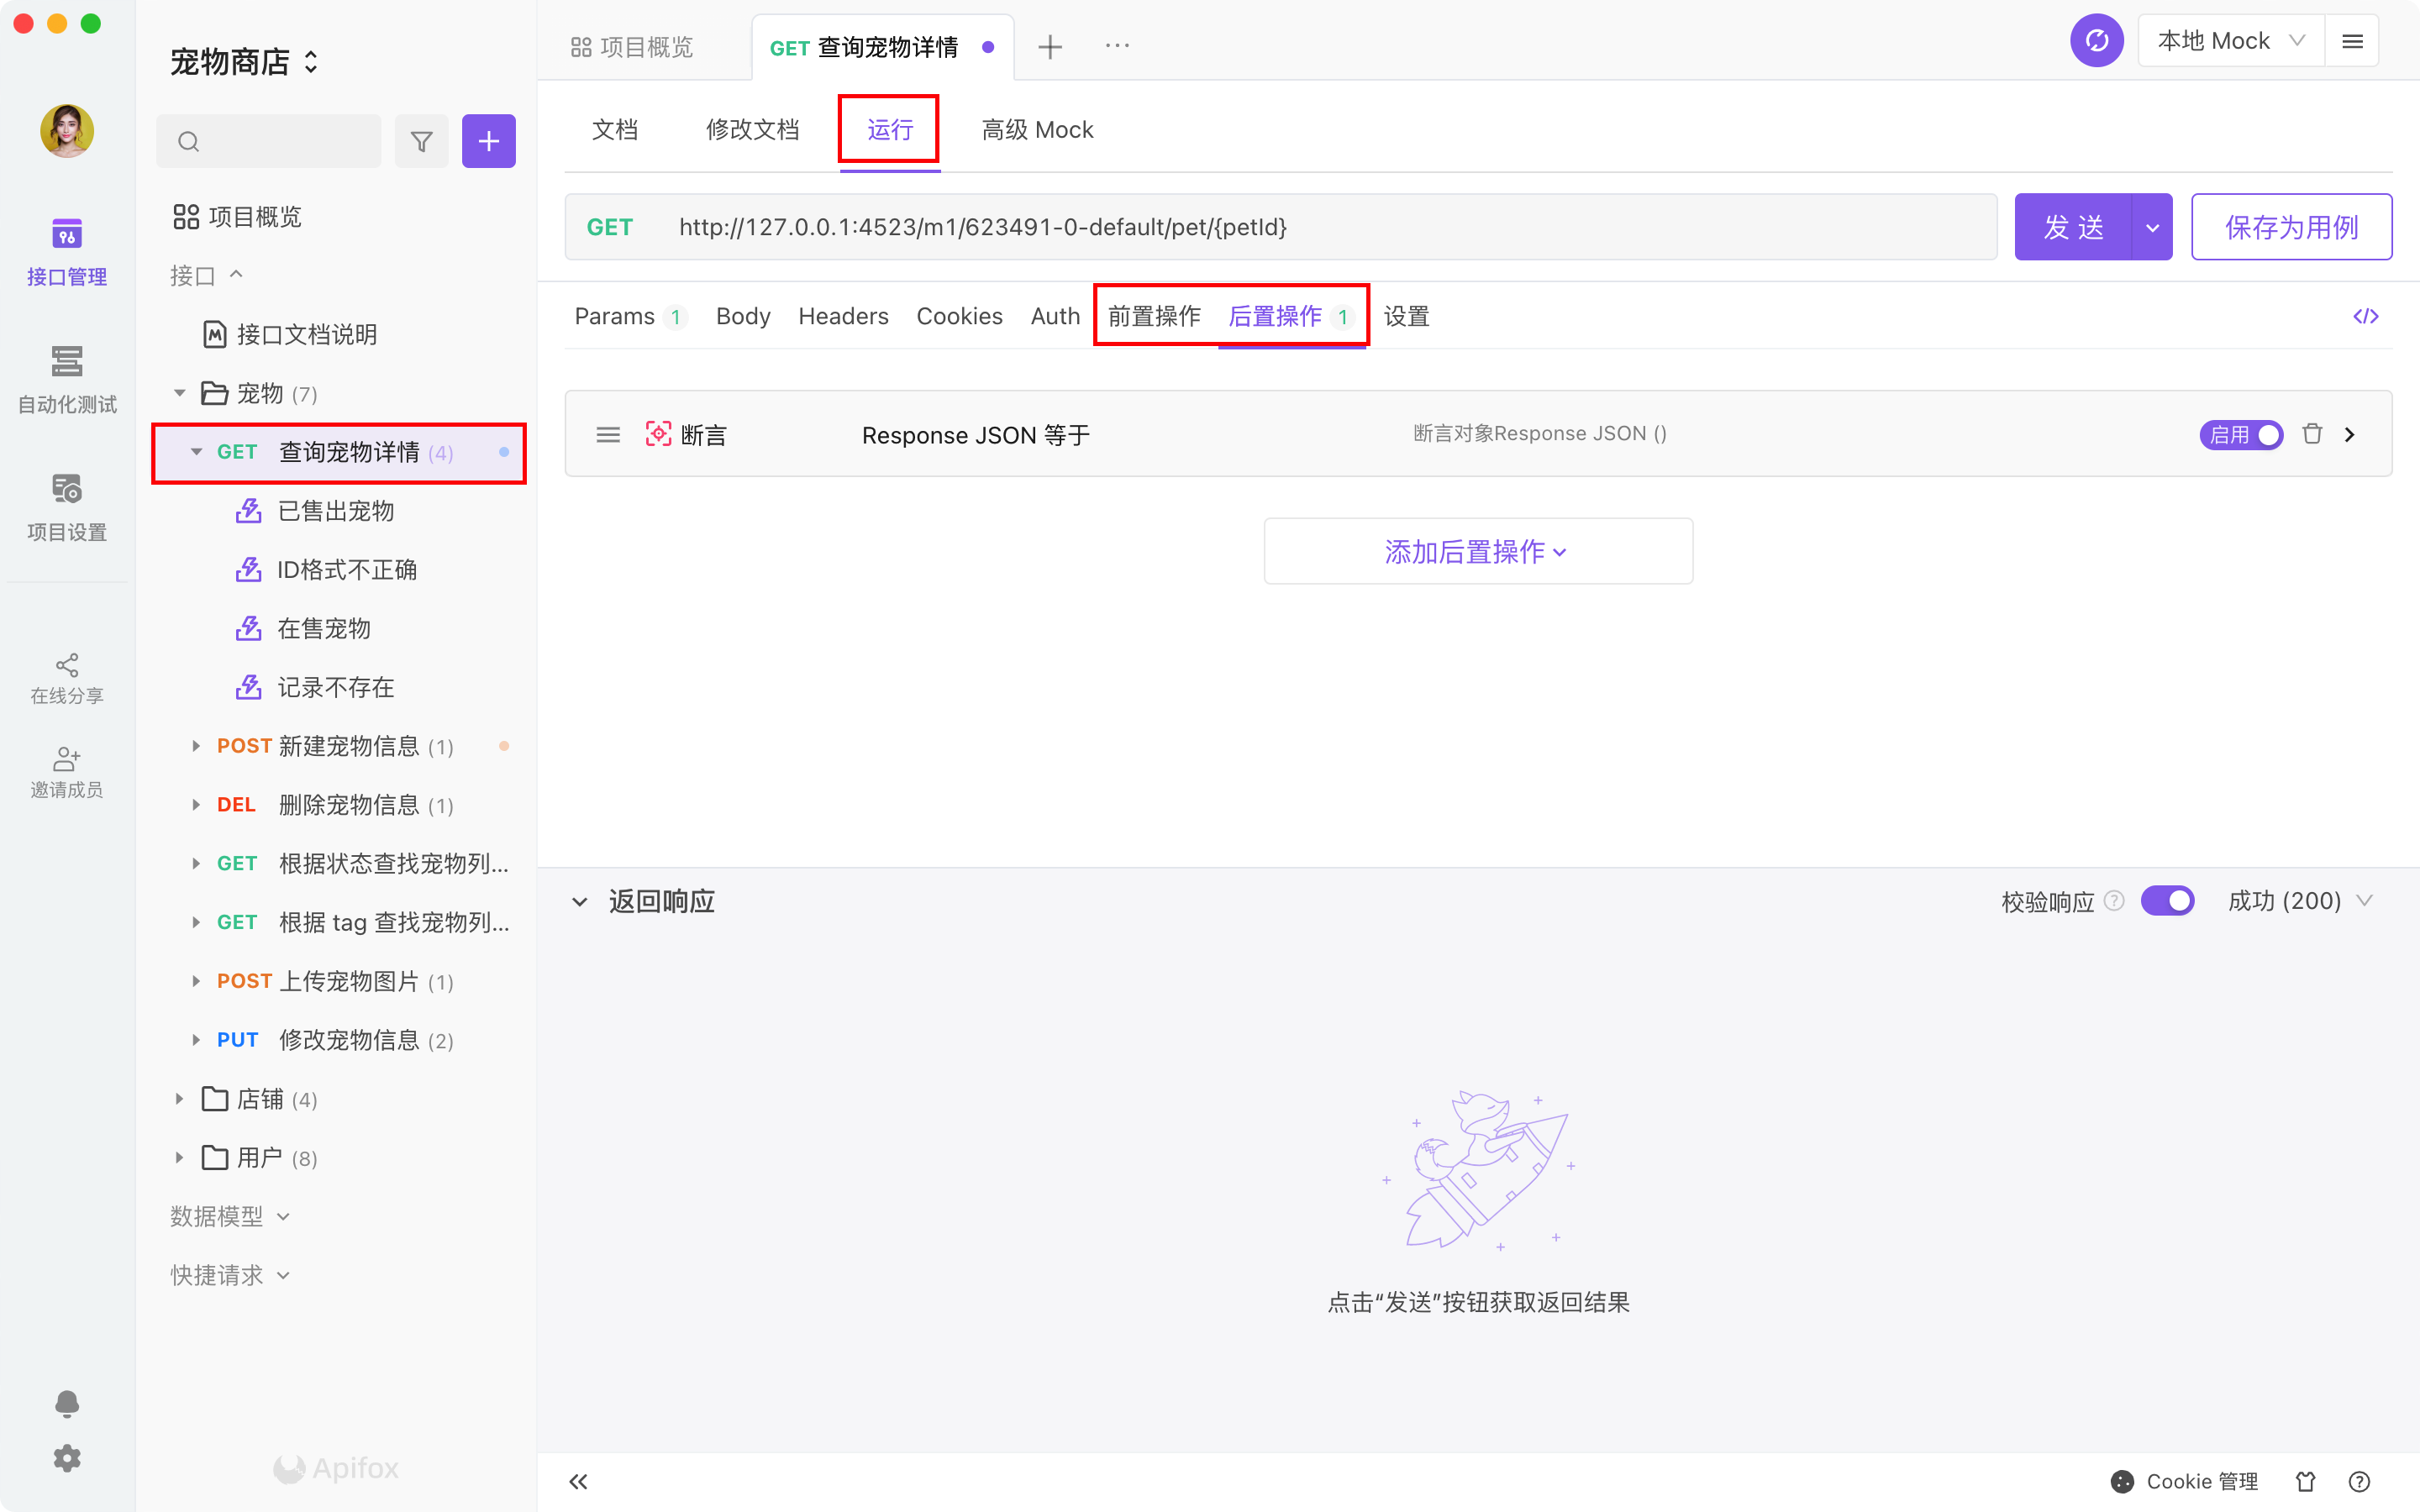 宠物商店
项目概览
GET 查询宠物详情
本地 Mock
文档
修改文档
运行
高级 Mock
GET http://127.0.0.1:4523/m1/623491-0-default/pet/{petId}
发 送
保存为用例
Params 1
Body
Headers
Cookies
Auth
前置操作
后置操作 1
设置
断言
Response JSON 等于
断言对象Response JSON ()
启用
添加后置操作
返回响应
校验响应
成功 (200)
点击“发送”按钮获取返回结果
Cookie 管理
接口管理
自动化测试
项目设置
在线分享
邀请成员
项目概览
接口
接口文档说明
宠物 (7)
GET 查询宠物详情 (4)
已售出宠物
ID格式不正确
在售宠物
记录不存在
POST 新建宠物信息 (1)
DEL 删除宠物信息 (1)
GET 根据状态查找宠物列...
GET 根据 tag 查找宠物列...
POST 上传宠物图片 (1)
PUT 修改宠物信息 (2)
店铺 (4)
用户 (8)
数据模型
快捷请求
Apifox